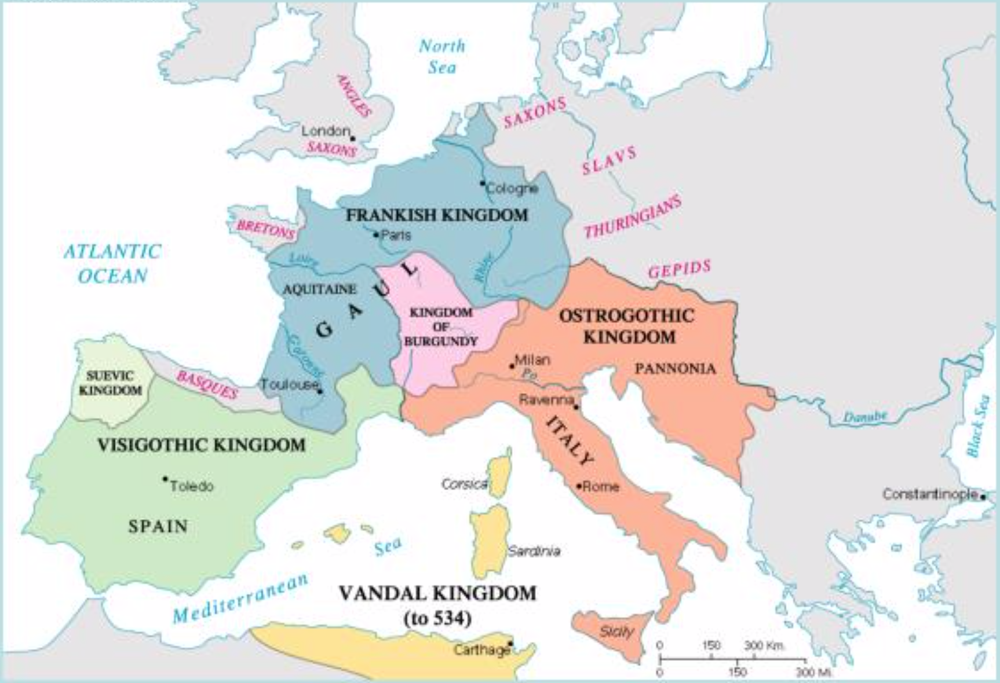 North
Sea
ANGLES
London
SAXONS
SAXONS
SLAVS
Cologne
FRANKISH KINGDOM
THURINGIANS
BRETONS
Paris
ATLANTIC
OCEAN
Loire
Rhine
GEPIDS
AQUITAINE
GAUL
KINGDOM
OF
BURGUNDY
OSTROGOTHIC
KINGDOM
Garonne
SUEVIC
KINGDOM
BASQUES
Toulouse
Milan
Po
PANNONIA
Ravenna
ITALY
Danube
Black Sea
VISIGOTHIC KINGDOM
Toledo
Corsica
Rome
Constantinople
SPAIN
Sardinia
Mediterranean Sea
VANDAL KINGDOM
(to 534)
Carthage
Sicily
0 150 300 Km.
0 150 300 Mi.